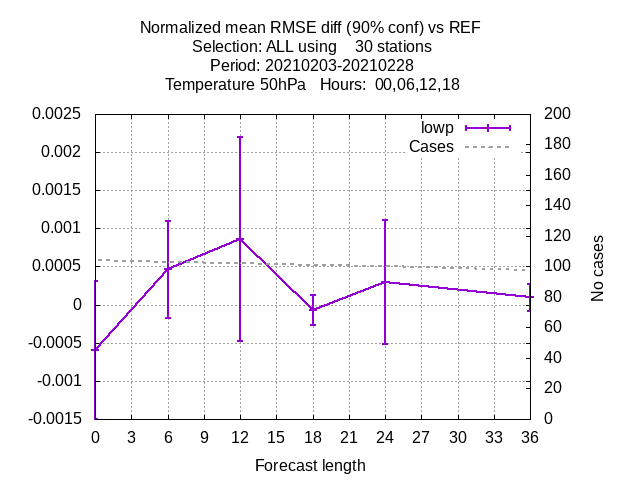 Normalized mean RMSE diff (90% conf) vs REF
Selection: ALL using    30 stations
Period: 20210203-20210228
Temperature 50hPa   Hours:  00,06,12,18
0.0025
0.002
0.0015
0.001
0.0005
0
-0.0005
-0.001
-0.0015
lowp
Cases
200
180
160
140
120
100
80
60
40
20
0
No cases
0 3 6 9 12 15 18 21 24 27 30 33 36
Forecast length